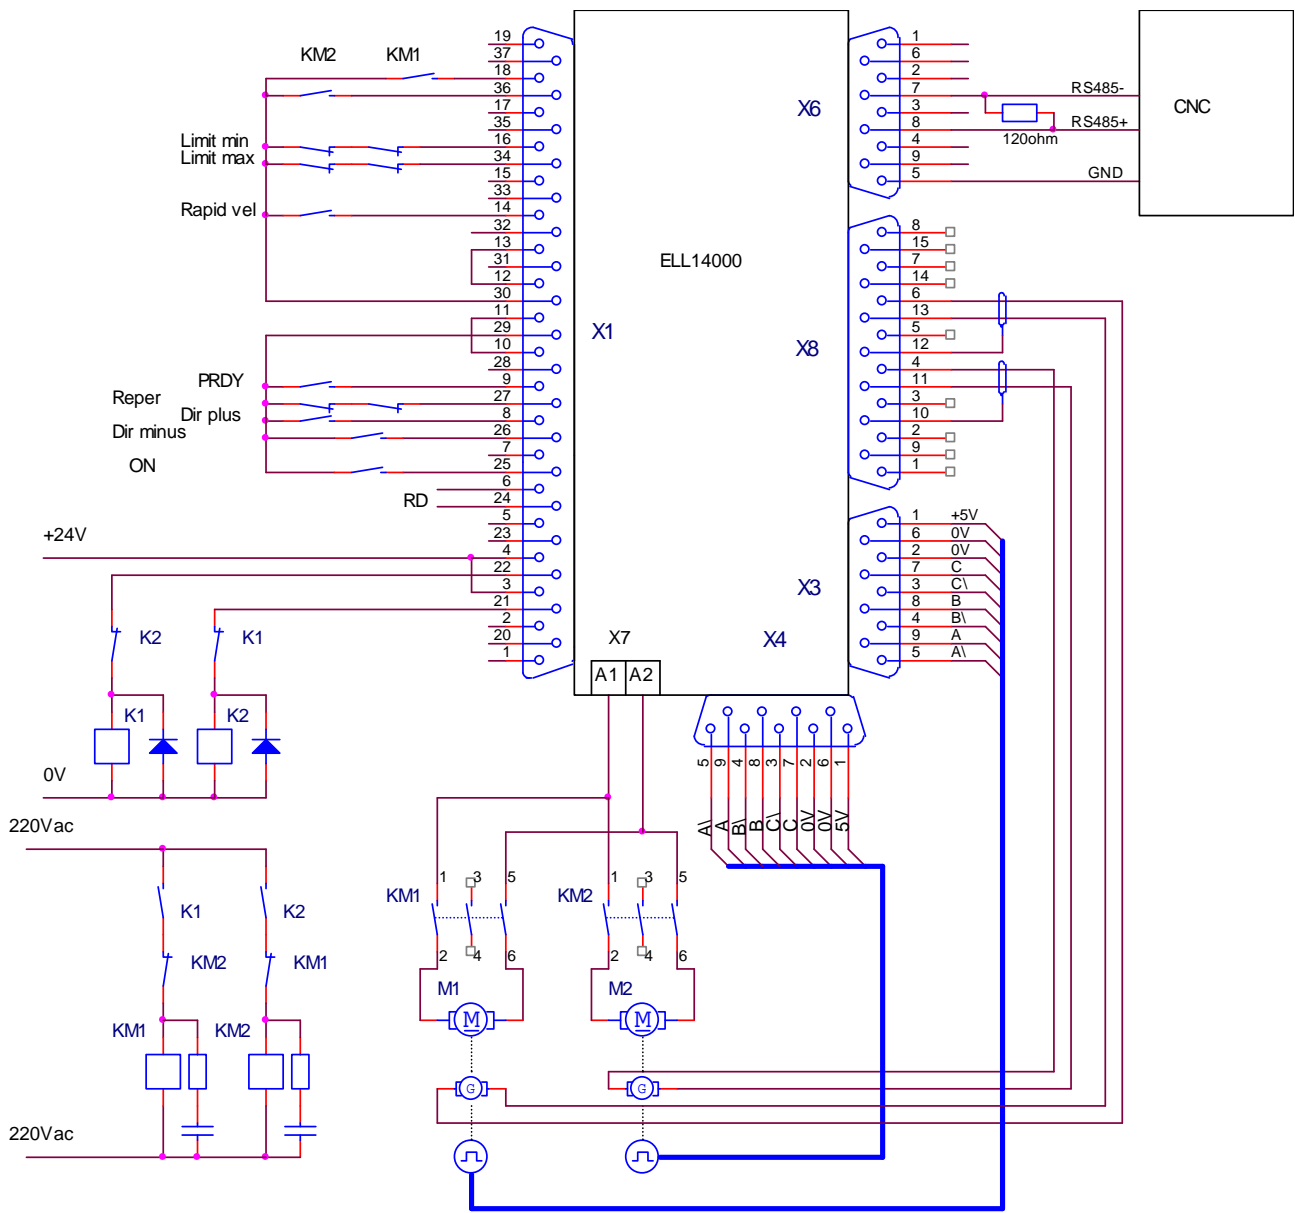 KM2 KM1
Limit min
Limit max
Rapid vel
PRDY
Reper
Dir plus
Dir minus
ON
RD
+24V
19
37
18
36
17
35
16
34
15
33
14
32
13
31
12
30
11
29
10
28
9
27
8
26
7
25
6
24
5
23
4
22
3
21
2
20
1
X1
ELL14000
X6
X8
X3
X4
X7
A1 A2
1
6
2
7 RS485-
3
8 RS485+
120ohm
4
9
5 GND
CNC
8
15
7
14
6
13
5
12
4
11
3
10
2
9
1
1 +5V
6 0V
2 0V
7 C
3 C\
8 B
4 B\
9 A
5 A\
5 9 4 8 3 7 2 6 1
A\ A B\ B C\ C 0V 0V 5V
K2 K1
K1 K2
0V
220Vac
K1 K2
KM2 KM1
KM1 KM2
220Vac
1 3 5
KM1
2 4 6
M1
M
G
1 3 5
KM2
2 4 6
M2
M
G